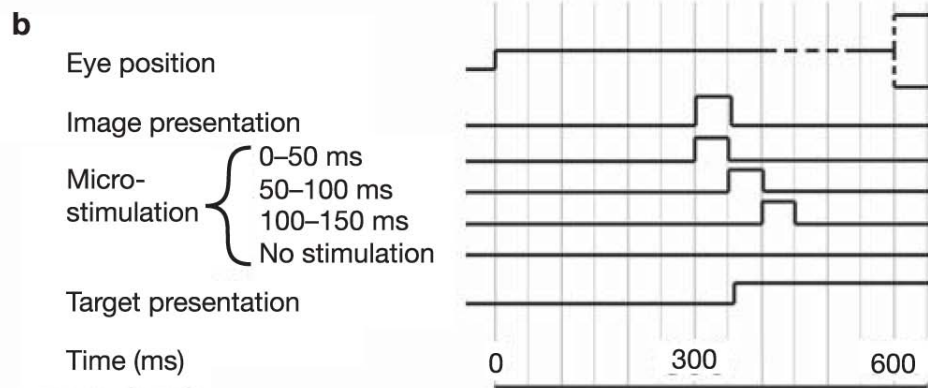 b
Eye position
Image presentation
Micro-
stimulation
0–50 ms
50–100 ms
100–150 ms
No stimulation
Target presentation
Time (ms)
0 300 600